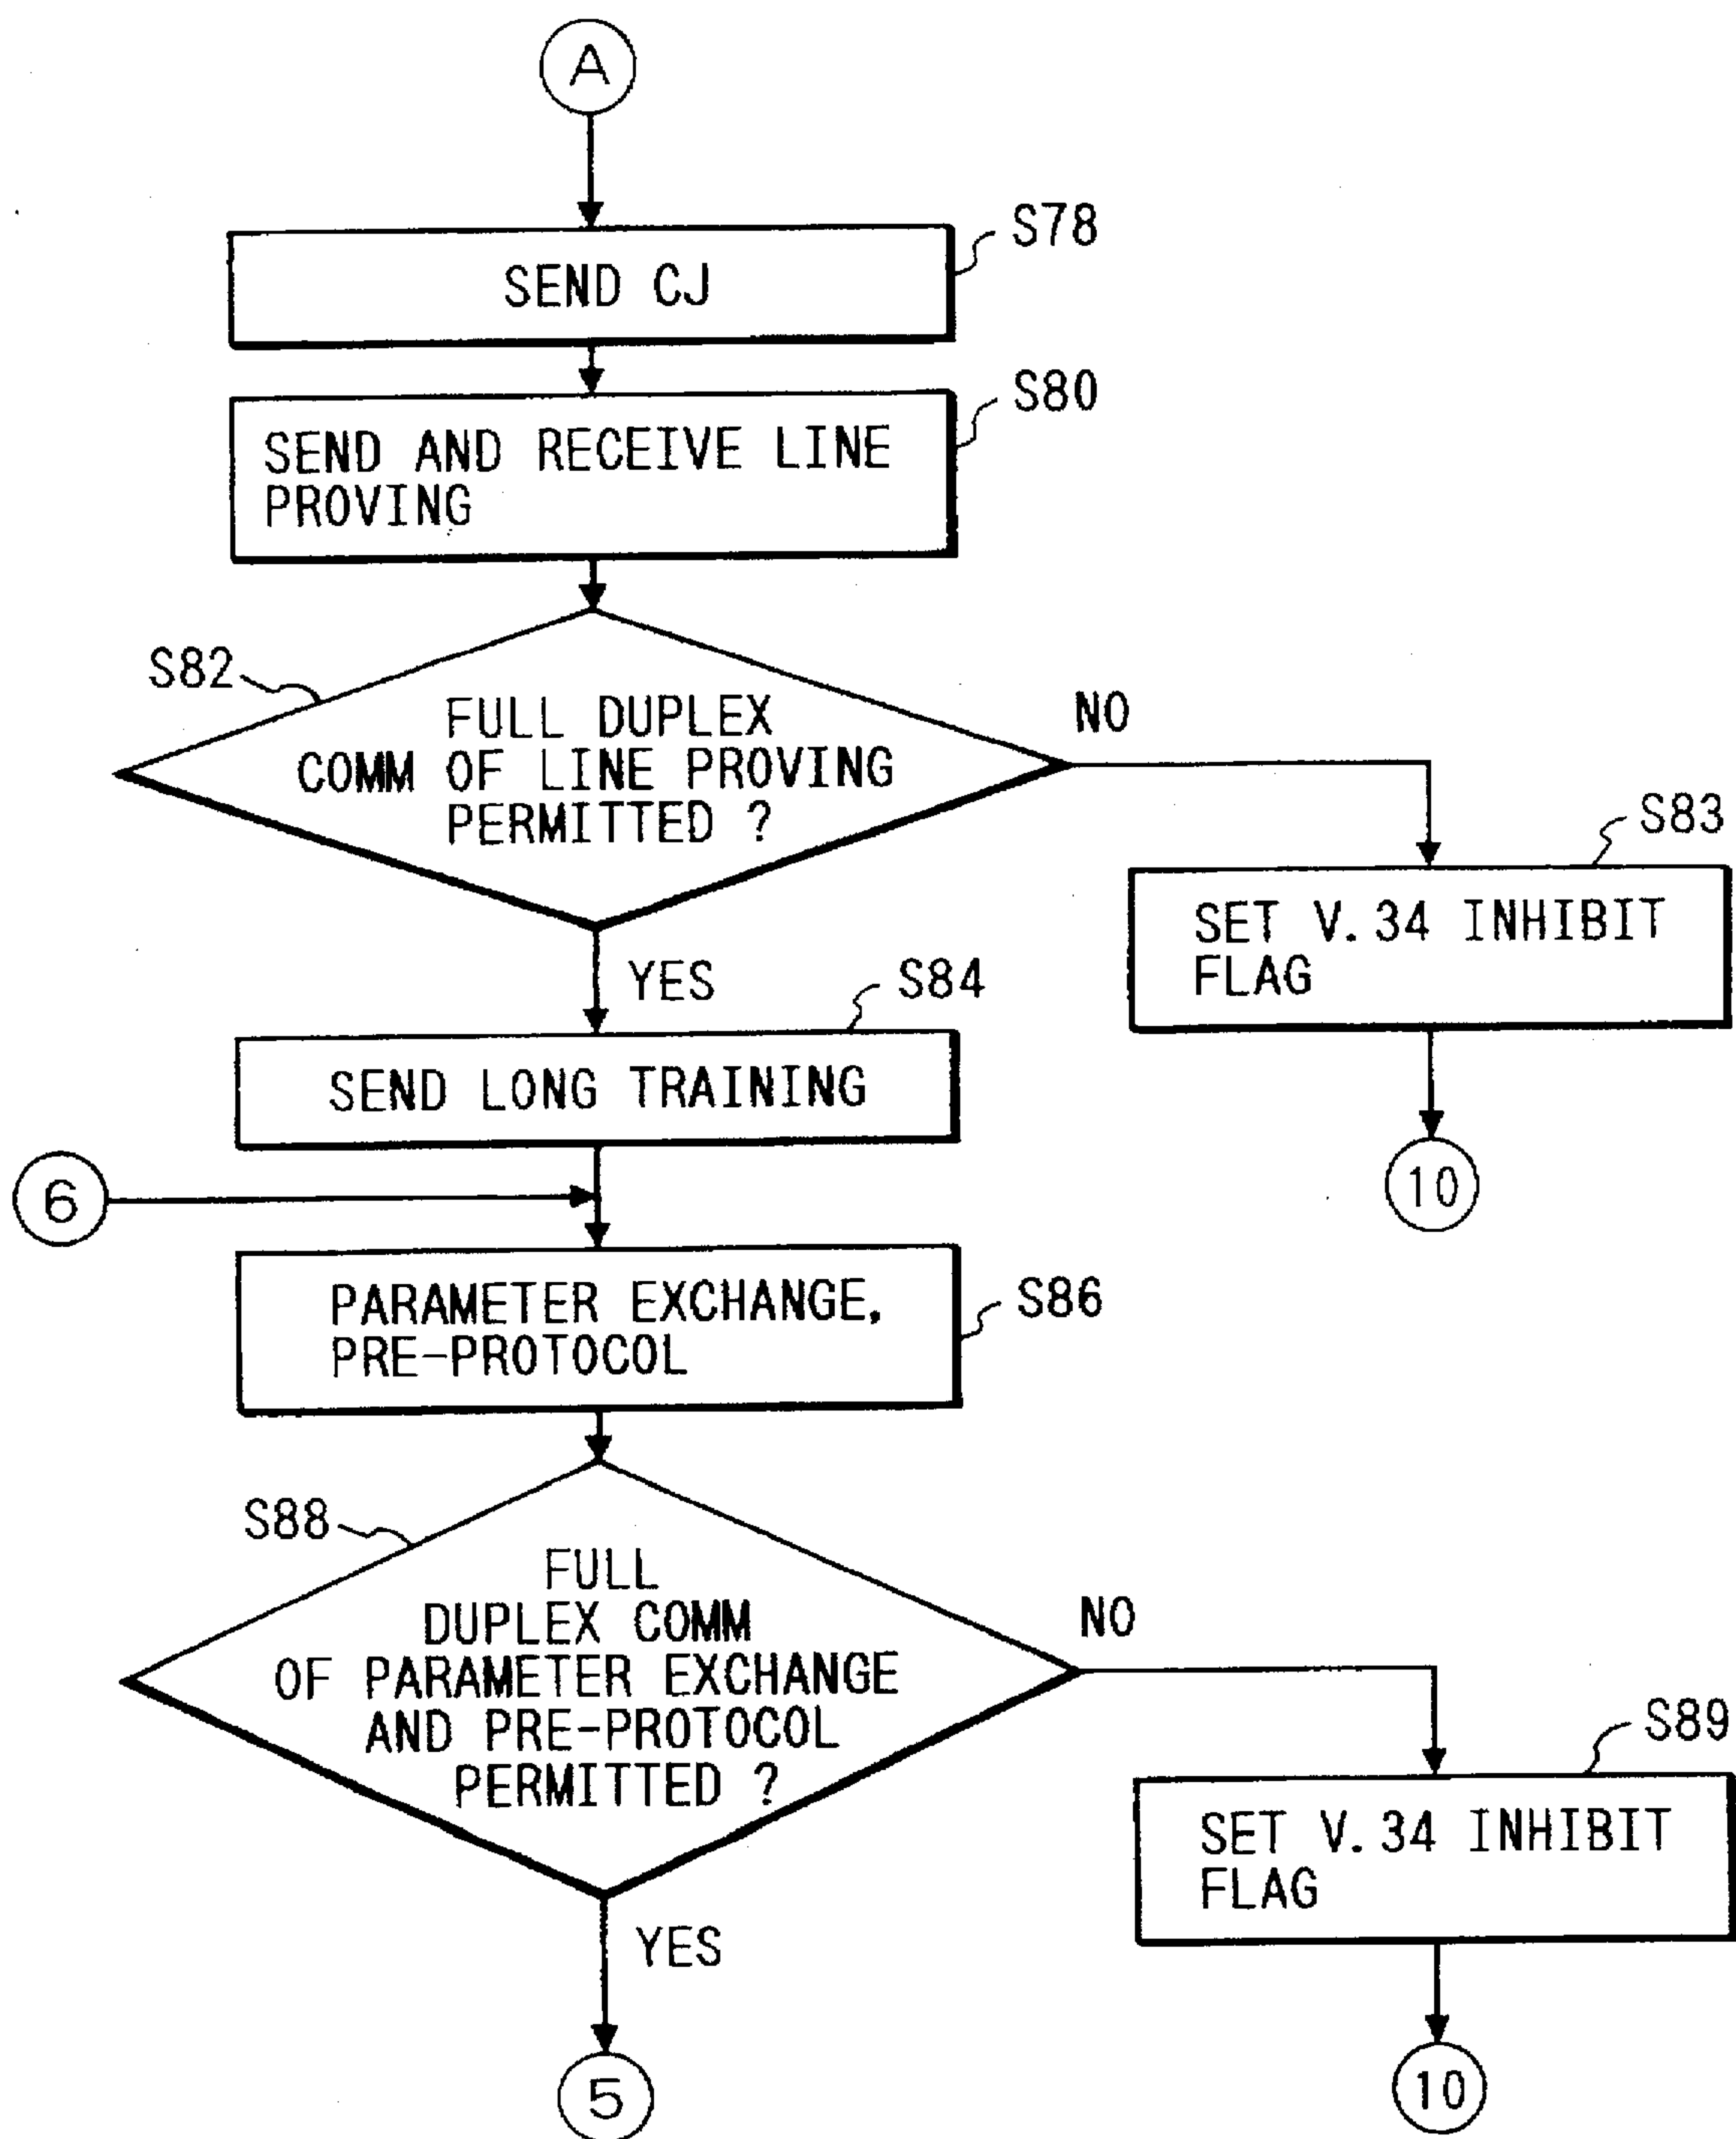 A
S78
SEND CJ
S80
SEND AND RECEIVE LINE
PROVING
S82
FULL DUPLEX
COMM OF LINE PROVING
PERMITTED ?
NO
S83
SET V.34 INHIBIT
FLAG
10
YES
S84
SEND LONG TRAINING
6
S86
PARAMETER EXCHANGE,
PRE-PROTOCOL
S88
FULL
DUPLEX COMM
OF PARAMETER EXCHANGE
AND PRE-PROTOCOL
PERMITTED ?
NO
S89
SET V.34 INHIBIT
FLAG
10
YES
5